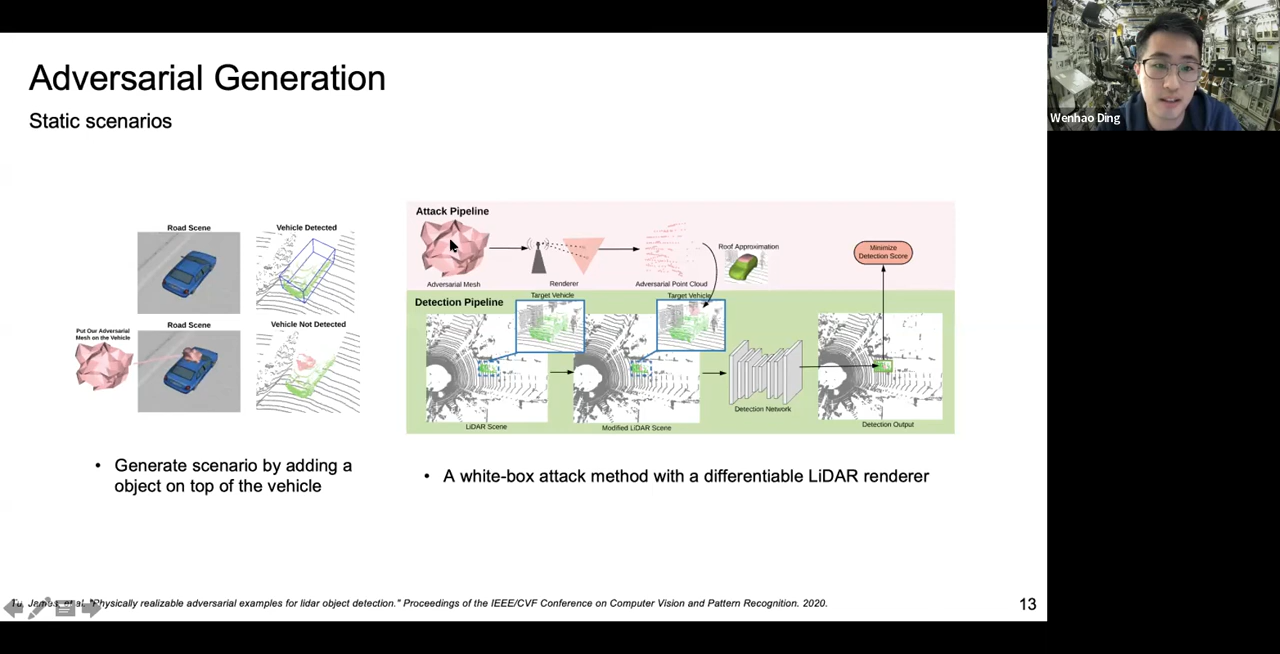 Adversarial Generation
Static scenarios
Wenhao Ding
Road Scene
Vehicle Detected
Road Scene
Vehicle Not Detected
Put Our Adversarial
Mesh on the Vehicle
Attack Pipeline
Adversarial Mesh
Renderer
Adversarial Point Cloud
Roof Approximation
Minimize
Detection Score
Detection Pipeline
Target Vehicle
Target Vehicle
LiDAR Scene
Modified LiDAR Scene
Detection Network
Detection Output
• Generate scenario by adding a
object on top of the vehicle
• A white-box attack method with a differentiable LiDAR renderer
Tu, James, et al. "Physically realizable adversarial examples for lidar object detection." Proceedings of the IEEE/CVF Conference on Computer Vision and Pattern Recognition. 2020.
13